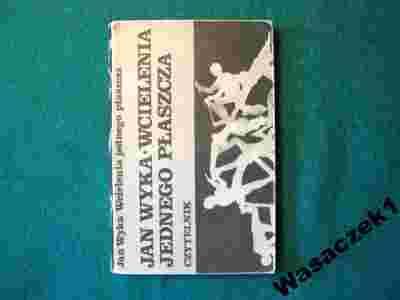 Jan Wyka Wcielenia jednego płaszcza
JAN WYKA·WCIELENIA
JEDNEGO PŁASZCZA
CZYTELNIK
Wasaczek1